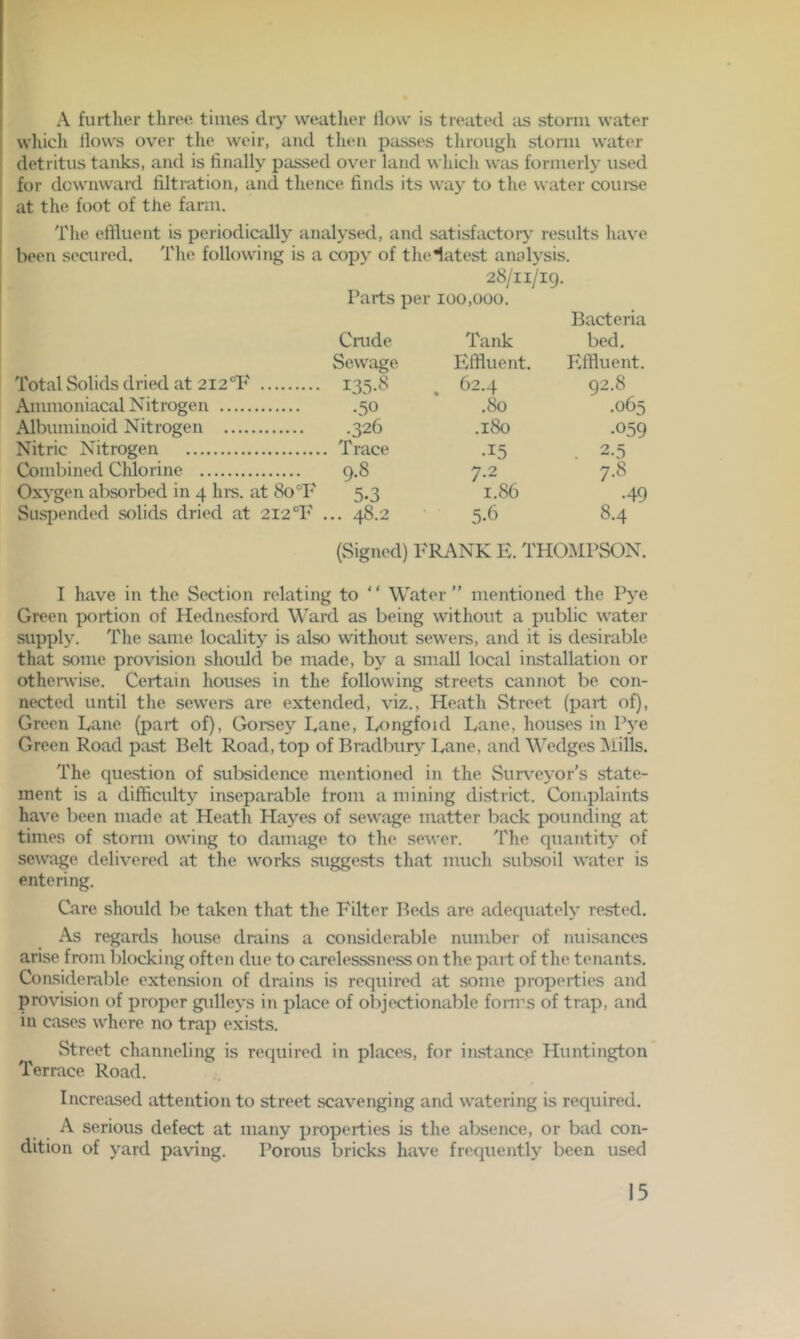 A further three times dry weather flow is treated as storm water
which flows over the weir, and then passes through storm water
detritus tanks, and is finally passed over land which was formerly used
for downward filtration, and thence finds its way to the water course
at the foot of the farm.
The effluent is periodically analysed, and satisfactory results have
been secured. The following is a copy of the latest analysis.
28/11/19.
Parts per 100,000.
Bacteria
Crude Tank bed.
Sewage Effluent. Effluent.
Total Solids dried at 212°F ......... 135.8 62.4 92.8
Ammoniacal Nitrogen ............ .50 .80 .065
Albuminoid Nitrogen ............ .326 .180 .059
Nitric Nitrogen .................... Trace .15 2.5
Combined Chlorine ............... 9.8 7.2 7.8
Oxygen absorbed in 4 hrs. at 80°F 5.3 1.86 .49
Suspended solids dried at 212°F ... 48.2 5.6 8.4
(Signed) FRANK E. THOMPSON.
I have in the Section relating to “ Water ” mentioned the Pye
Green portion of Hednesford Ward as being without a public water
supply. The same locality is also without sewers, and it is desirable
that some provision should be made, by a small local installation or
otherwise. Certain houses in the following streets cannot be con-
nected until the sewers are extended, viz., Heath Street (part of),
Green Lane (part of), Gorsey Lane, Longfoid Lane, houses in Pye
Green Road past Belt Road, top of Bradbury Lane, and Wedges Mills.
The question of subsidence mentioned in the Surveyor's state-
ment is a difficulty inseparable from a mining district. Complaints
have been made at Heath Hayes of sewage matter back pounding at
times of storm owing to damage to the sewer. The quantity of
sewage delivered at the works suggests that much subsoil water is
entering.
Care should be taken that the Filter Beds are adequately rested.
As regards house drains a considerable number of nuisances
arise from blocking often due to carelesssness on the part of the tenants.
Considerable extension of drains is required at some properties and
provision of proper gulleys in place of objectionable forms of trap, and
in cases where no trap exists.
Street channeling is required in places, for instance Huntington
Terrace Road.
Increased attention to street scavenging and watering is required.
A serious defect at many properties is the absence, or bad con-
dition of yard paving. Porous bricks have frequently been used
15